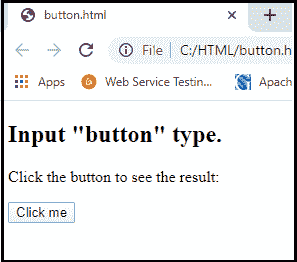 button.html
File | C:/HTML/button.h
Apps Web Service Testin... Apach
Input "button" type.
Click the button to see the result:
Click me